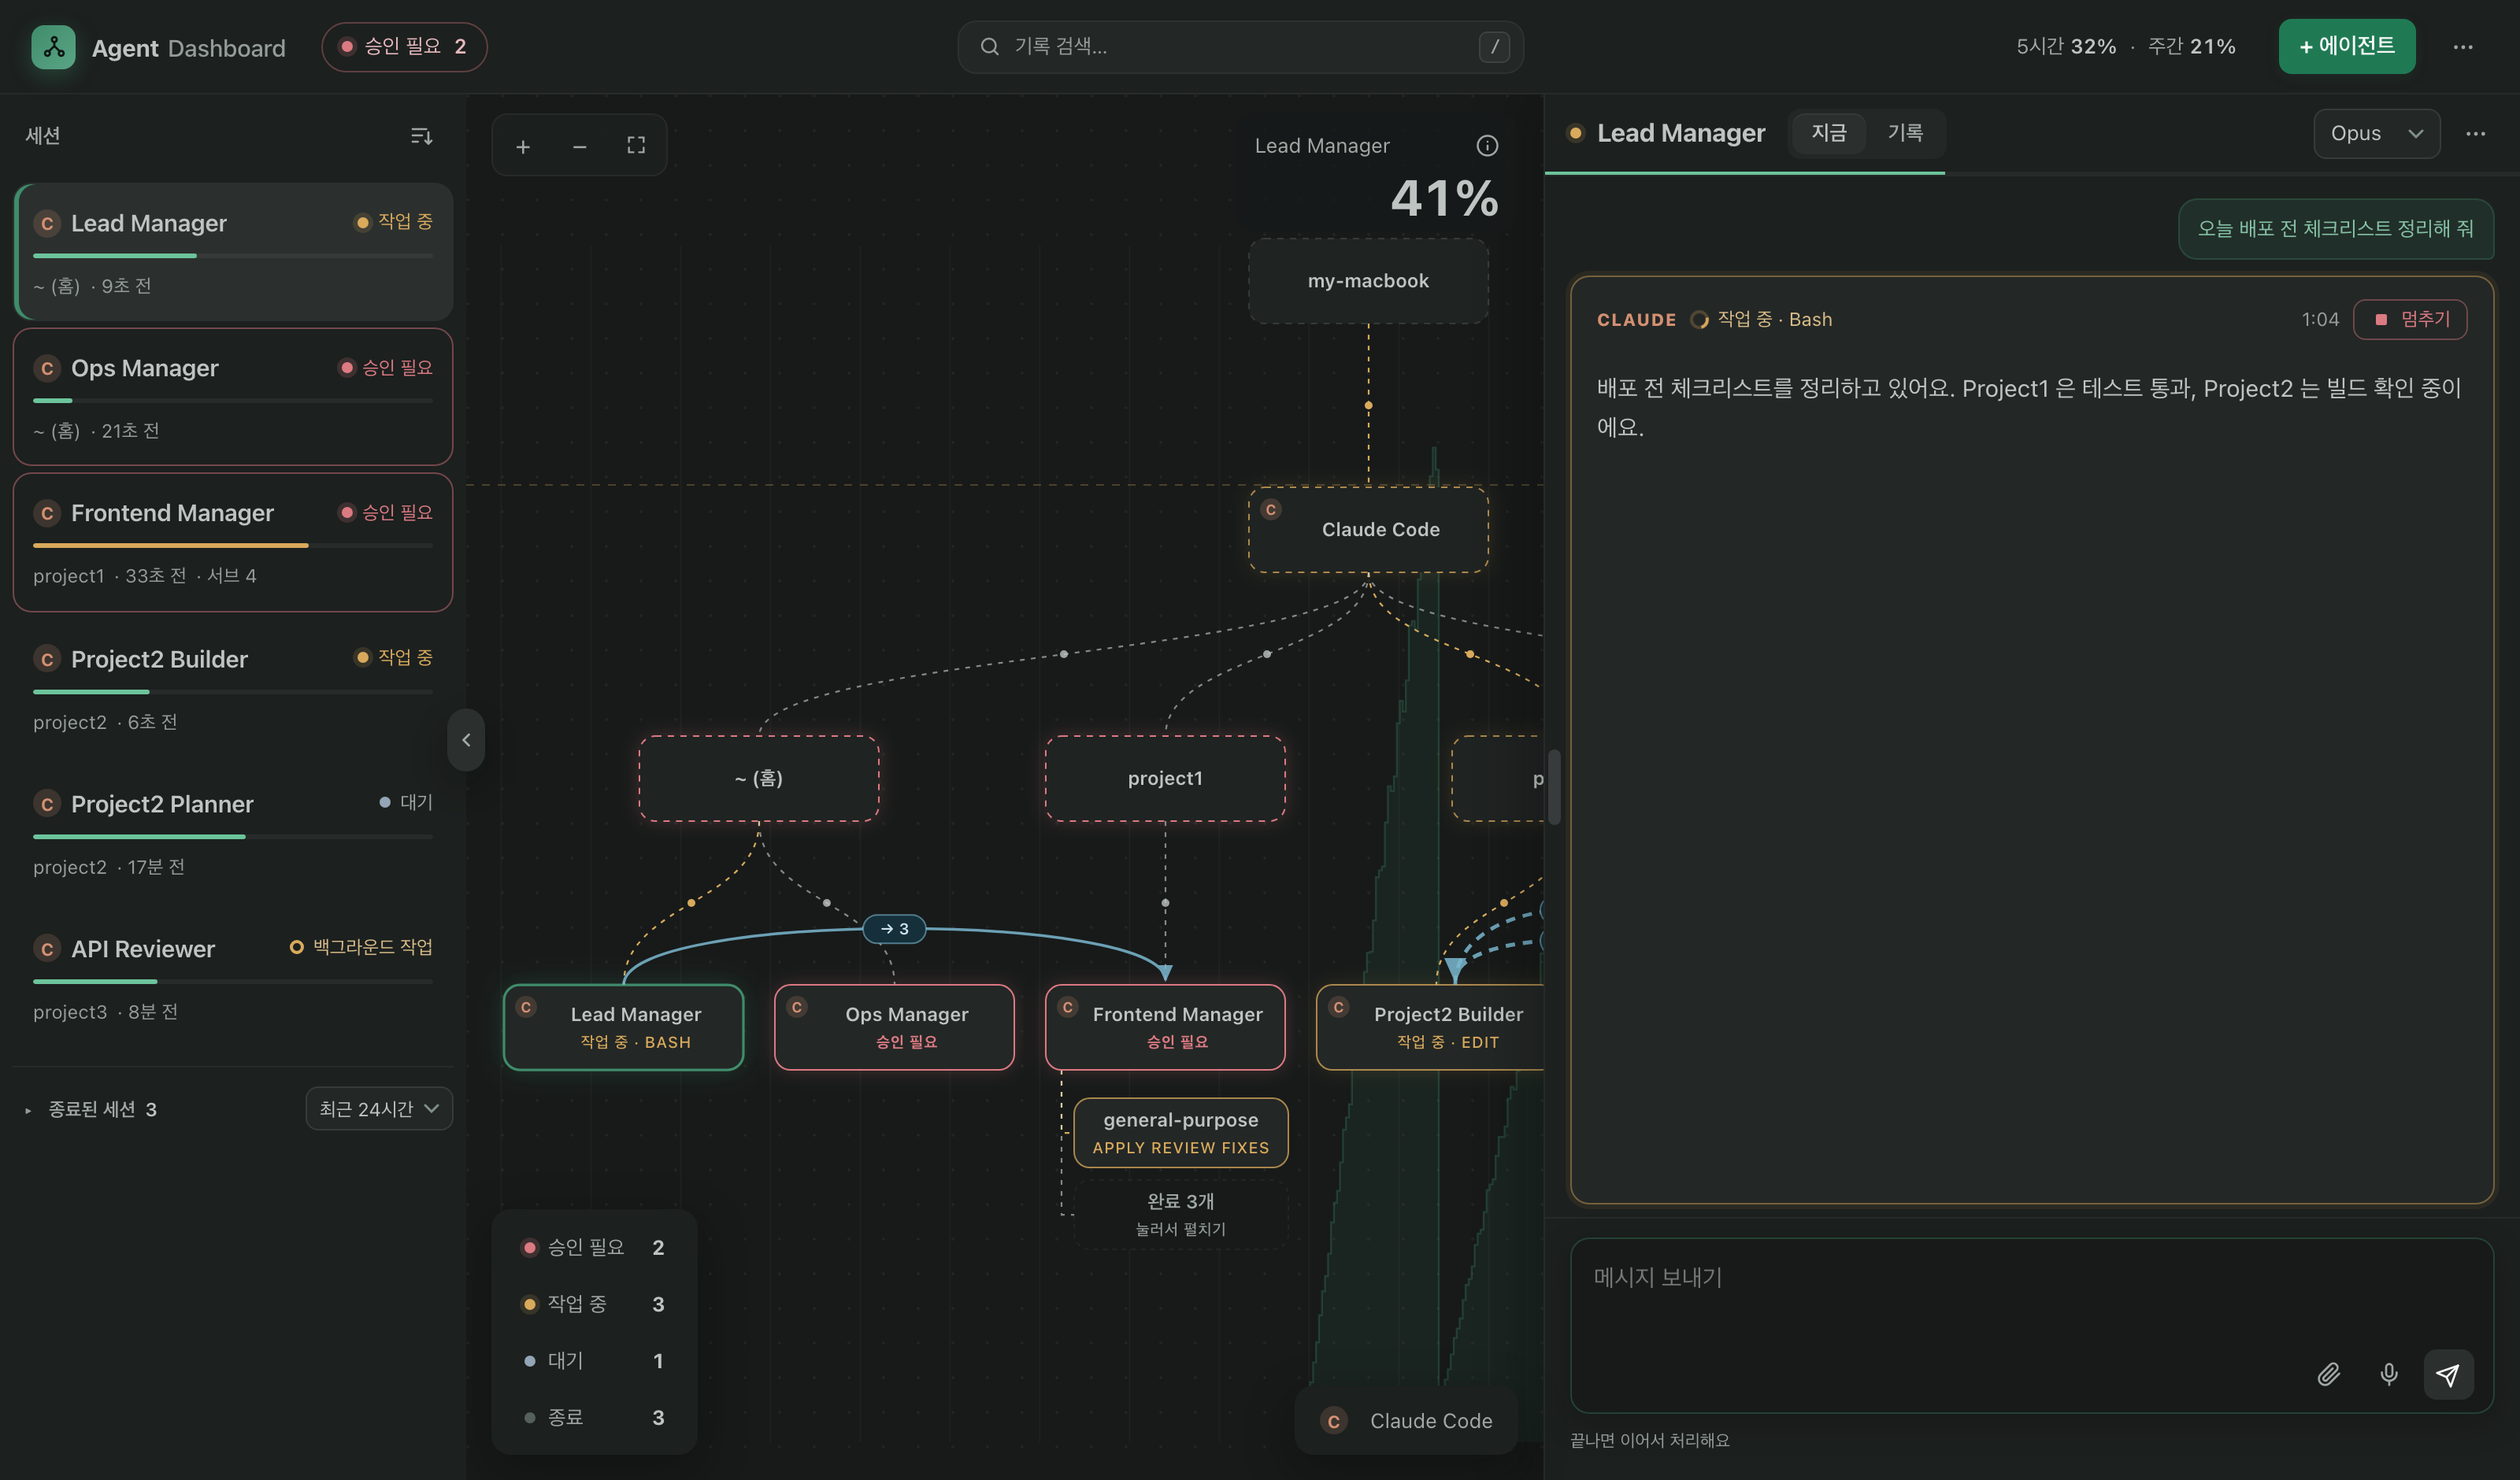 Agent Dashboard
승인 필요 2
기록 검색...
/
5시간 32% · 주간 21%
+ 에이전트
세션
C Lead Manager 작업 중
~ (홈) · 9초 전
C Ops Manager 승인 필요
~ (홈) · 21초 전
C Frontend Manager 승인 필요
project1 · 33초 전 · 서브 4
C Project2 Builder 작업 중
project2 · 6초 전
C Project2 Planner 대기
project2 · 17분 전
C API Reviewer 백그라운드 작업
project3 · 8분 전
종료된 세션 3
최근 24시간
Lead Manager
41%
my-macbook
C Claude Code
~ (홈)
project1
p
→ 3
C Lead Manager
작업 중 · BASH
C Ops Manager
승인 필요
C Frontend Manager
승인 필요
C Project2 Builder
작업 중 · EDIT
general-purpose
APPLY REVIEW FIXES
완료 3개
눌러서 펼치기
승인 필요 2
작업 중 3
대기 1
종료 3
C Claude Code
Lead Manager
지금
기록
Opus
오늘 배포 전 체크리스트 정리해 줘
CLAUDE 작업 중 · Bash
1:04
멈추기
배포 전 체크리스트를 정리하고 있어요. Project1 은 테스트 통과, Project2 는 빌드 확인 중이
에요.
메시지 보내기
끝나면 이어서 처리해요